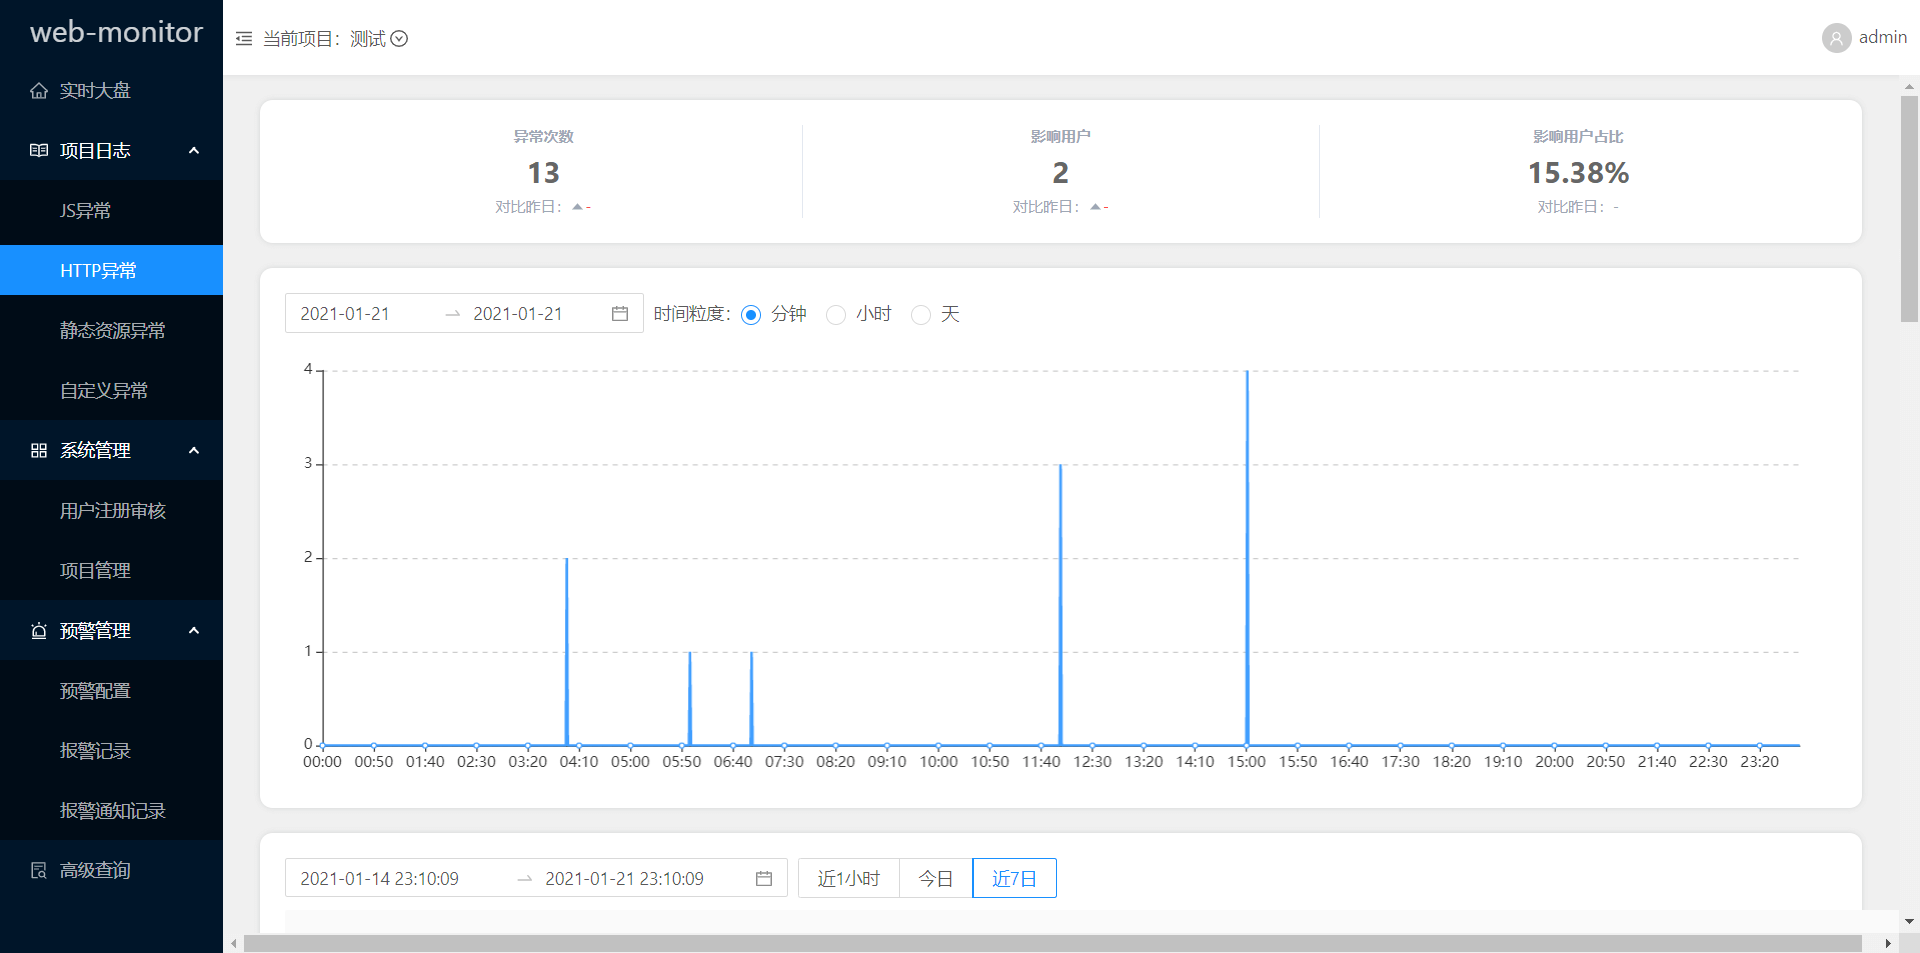 web-monitor
实时大盘
项目日志
JS异常
HTTP异常
静态资源异常
自定义异常
系统管理
用户注册审核
项目管理
预警管理
预警配置
报警记录
报警通知记录
高级查询
当前项目：测试
admin
异常次数
13
对比昨日： -
影响用户
2
对比昨日： -
影响用户占比
15.38%
对比昨日： -
2021-01-21 2021-01-21 时间粒度： 分钟 小时 天
4
3
2
1
0
00:00 00:50 01:40 02:30 03:20 04:10 05:00 05:50 06:40 07:30 08:20 09:10 10:00 10:50 11:40 12:30 13:20 14:10 15:00 15:50 16:40 17:30 18:20 19:10 20:00 20:50 21:40 22:30 23:20
2021-01-14 23:10:09 2021-01-21 23:10:09 近1小时 今日 近7日